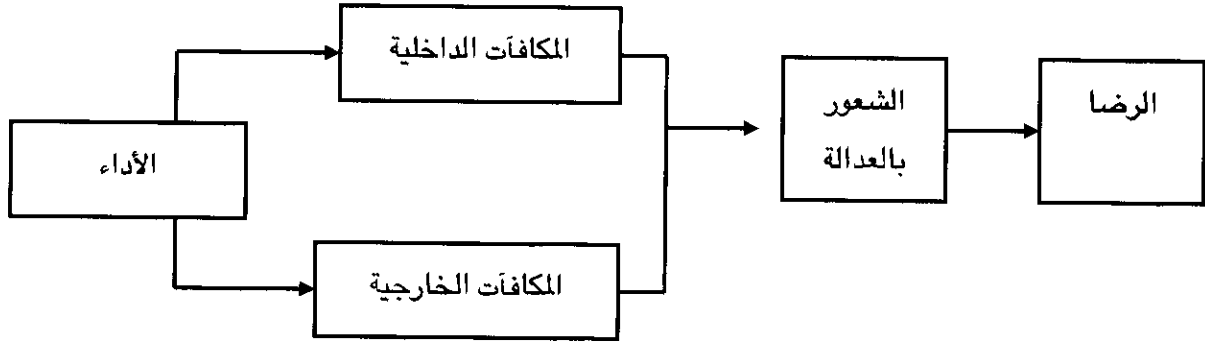 المكافآت الداخلية
الأداء
المكافآت الخارجية
الشعور
بالعدالة
الرضا